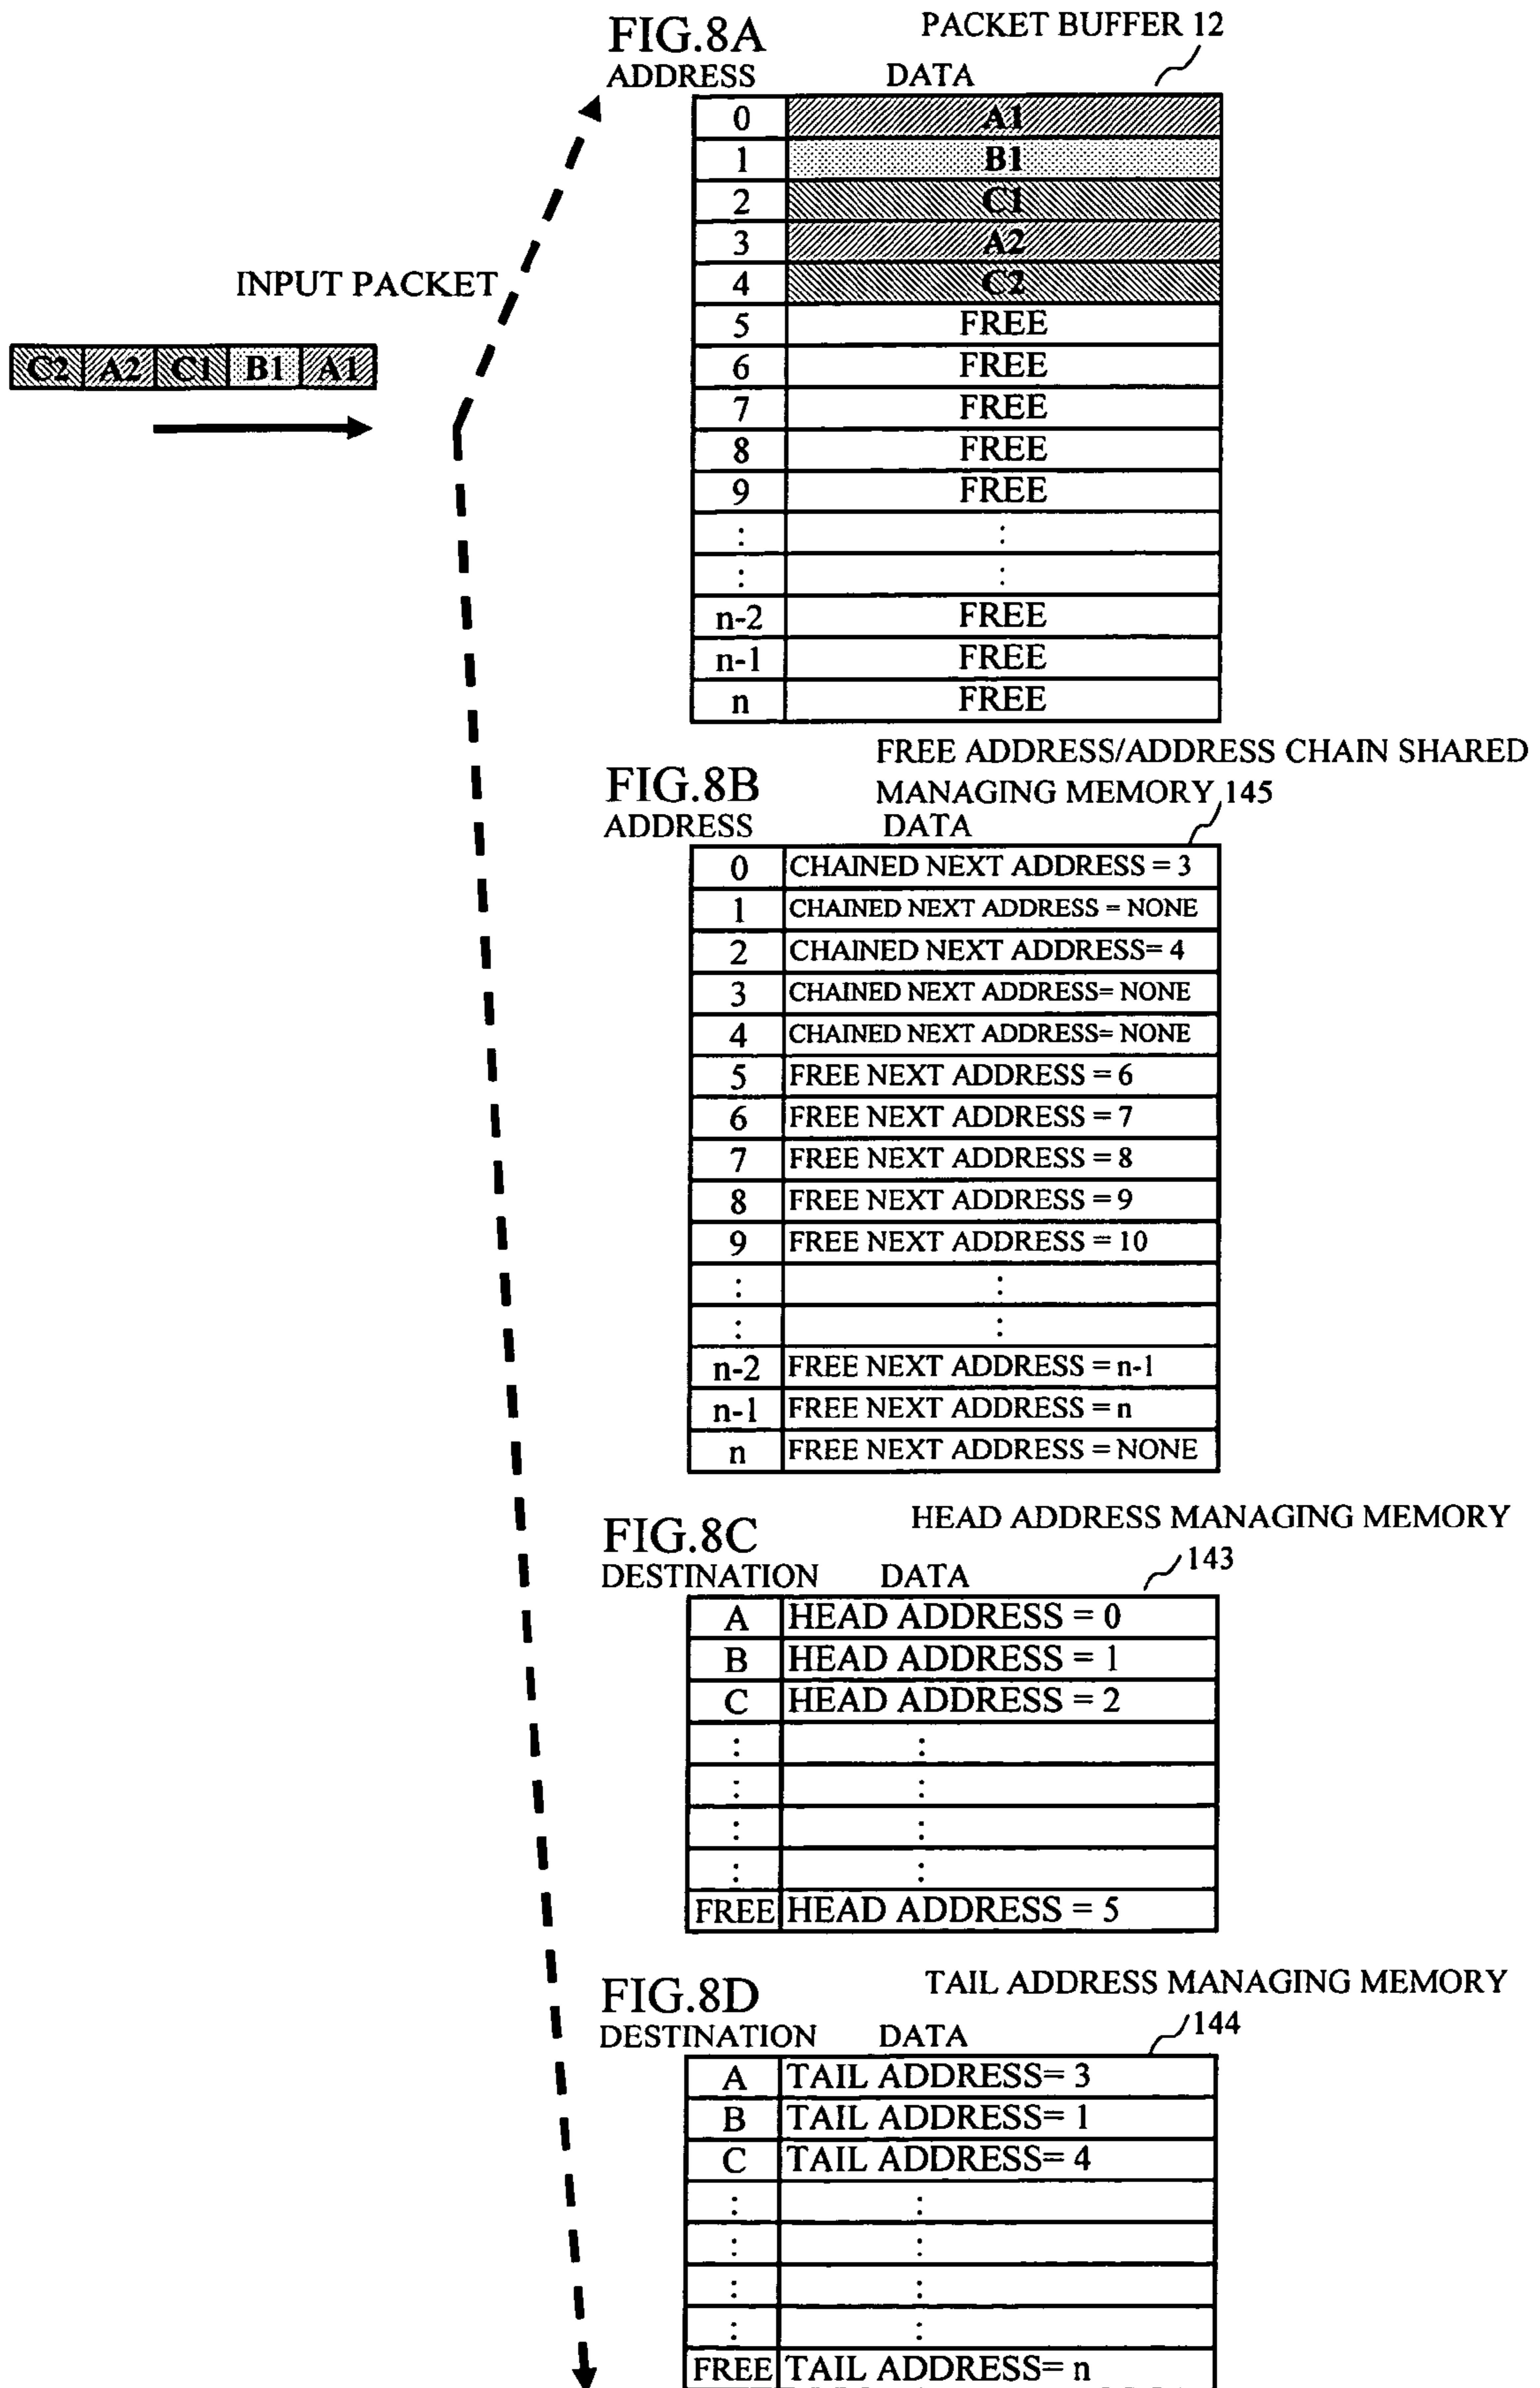 FIG.8A
PACKET BUFFER 12
ADDRESS DATA
0 A1
1 B1
2 C1
3 A2
4 C2
5 FREE
6 FREE
7 FREE
8 FREE
9 FREE
: :
: :
n-2 FREE
n-1 FREE
n FREE
INPUT PACKET
C2 A2 C1 B1 A1
FIG.8B
FREE ADDRESS/ADDRESS CHAIN SHARED
MANAGING MEMORY 145
ADDRESS DATA
0 CHAINED NEXT ADDRESS = 3
1 CHAINED NEXT ADDRESS = NONE
2 CHAINED NEXT ADDRESS= 4
3 CHAINED NEXT ADDRESS= NONE
4 CHAINED NEXT ADDRESS= NONE
5 FREE NEXT ADDRESS = 6
6 FREE NEXT ADDRESS = 7
7 FREE NEXT ADDRESS = 8
8 FREE NEXT ADDRESS = 9
9 FREE NEXT ADDRESS = 10
: :
: :
n-2 FREE NEXT ADDRESS = n-1
n-1 FREE NEXT ADDRESS = n
n FREE NEXT ADDRESS = NONE
FIG.8C
HEAD ADDRESS MANAGING MEMORY
143
DESTINATION DATA
A HEAD ADDRESS = 0
B HEAD ADDRESS = 1
C HEAD ADDRESS = 2
: :
: :
: :
: :
FREE HEAD ADDRESS = 5
FIG.8D
TAIL ADDRESS MANAGING MEMORY
144
DESTINATION DATA
A TAIL ADDRESS= 3
B TAIL ADDRESS= 1
C TAIL ADDRESS= 4
: :
: :
: :
: :
FREE TAIL ADDRESS= n